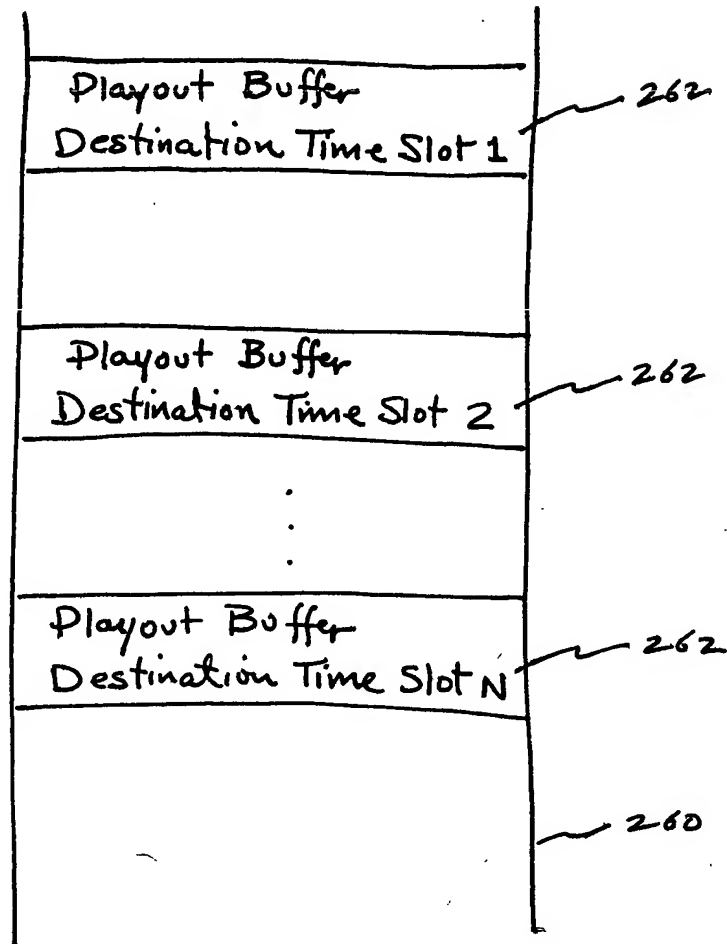 Playout Buffer
Destination Time Slot 1
262
Playout Buffer
Destination Time Slot 2
262
Playout Buffer
Destination Time Slot N
262
260